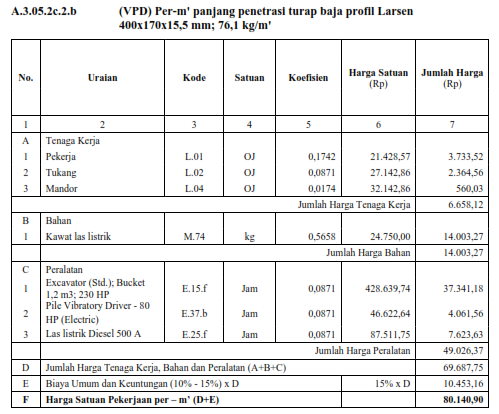 A.3.05.2c.2.b (VPD) Per-m' panjang penetrasi turap baja profil Larsen
400x170x15,5 mm; 76,1 kg/m'
No. Uraian Kode Satuan Koefisien Harga Satuan (Rp) Jumlah Harga (Rp)
1 2 3 4 5 6 7
A Tenaga Kerja
1 Pekerja L.01 OJ 0,1742 21.428,57 3.733,52
2 Tukang L.02 OJ 0,0871 27.142,86 2.364,56
3 Mandor L.04 OJ 0,0174 32.142,86 560,03
Jumlah Harga Tenaga Kerja 6.658,12
B Bahan
1 Kawat las listrik M.74 kg 0,5658 24.750,00 14.003,27
Jumlah Harga Bahan 14.003,27
C Peralatan
1 Excavator (Std.); Bucket 1,2 m3; 230 HP E.15.f Jam 0,0871 428.639,74 37.341,18
2 Pile Vibratory Driver - 80 HP (Electric) E.37.b Jam 0,0871 46.622,64 4.061,56
3 Las listrik Diesel 500 A E.25.f Jam 0,0871 87.511,75 7.623,63
Jumlah Harga Peralatan 49.026,37
D Jumlah Harga Tenaga Kerja, Bahan dan Peralatan (A+B+C) 69.687,75
E Biaya Umum dan Keuntungan (10% - 15%) x D 15% x D 10.453,16
F Harga Satuan Pekerjaan per – m’ (D+E) 80.140,90